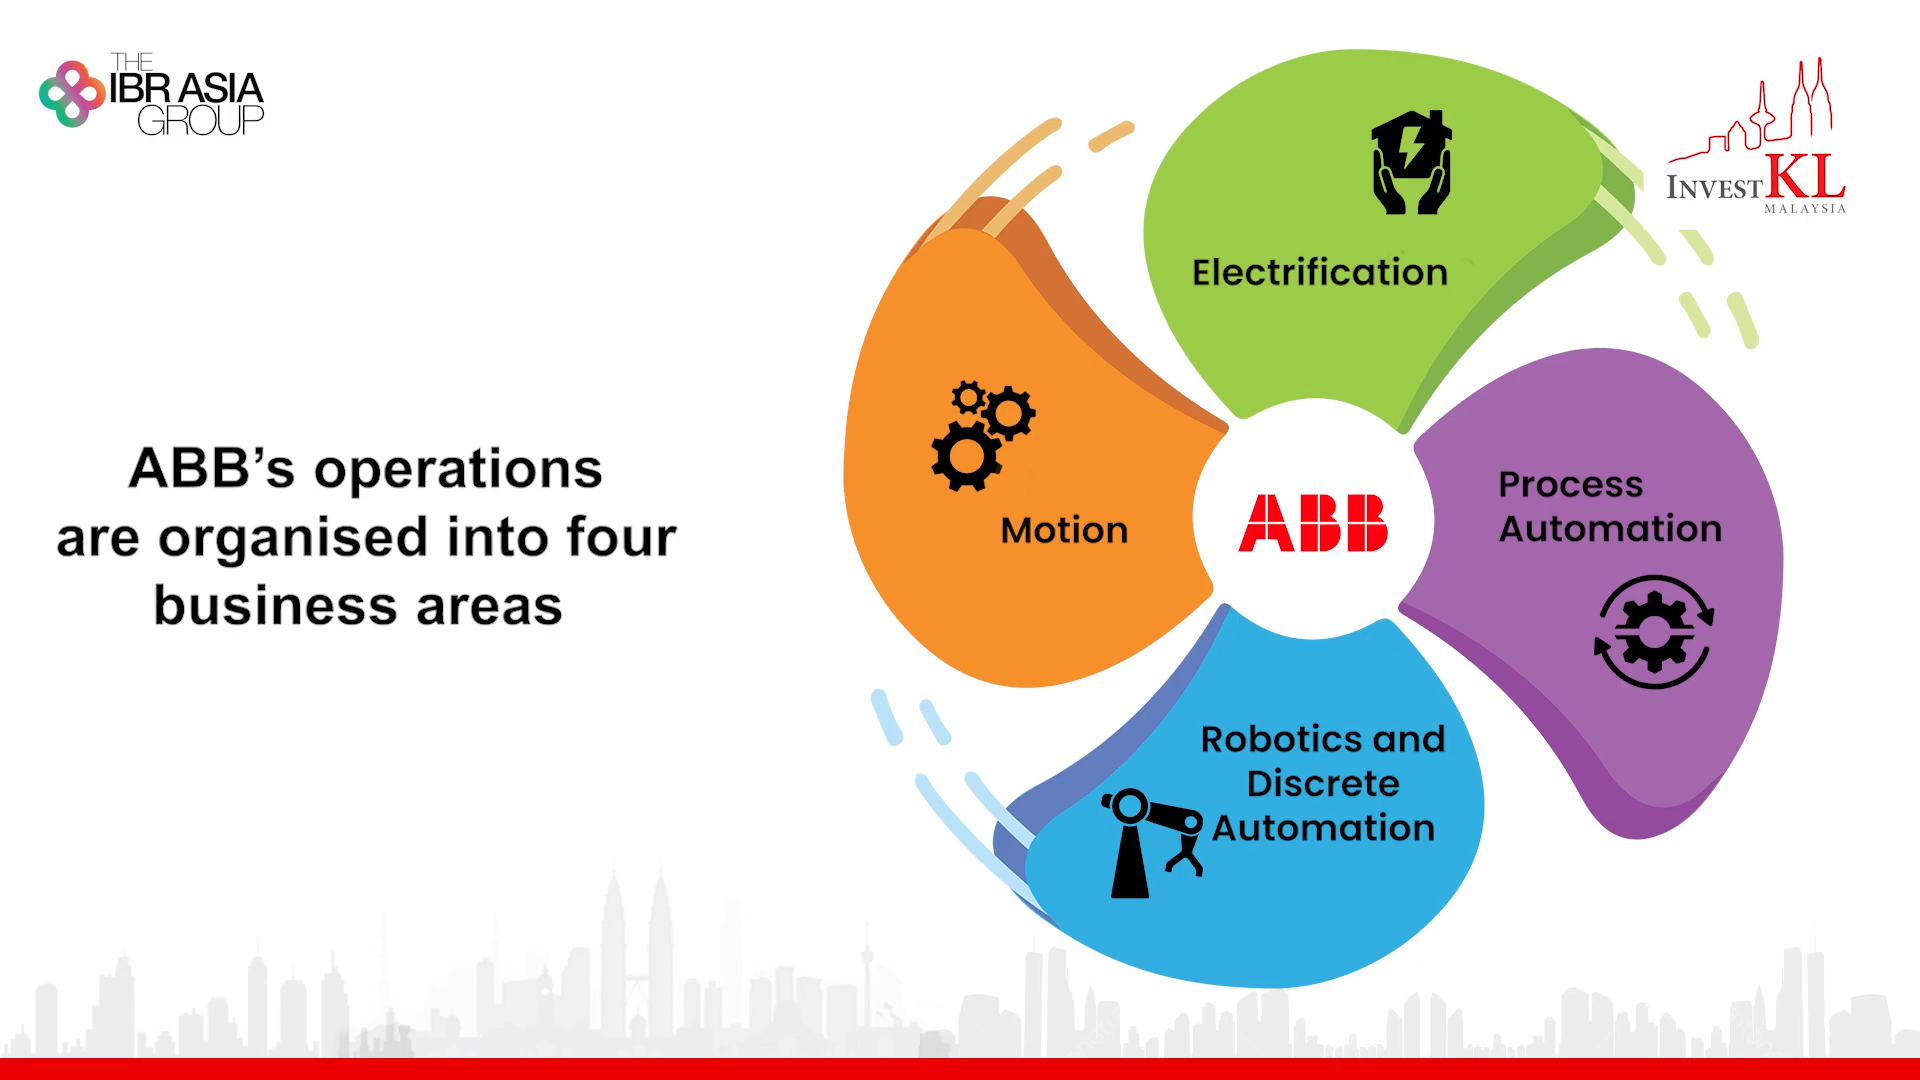 THE
IBR ASIA
GROUP
ABB’s operations
are organised into four
business areas
Electrification
Motion
ABB
Process
Automation
Robotics and
Discrete
Automation
INVEST KL
MALAYSIA